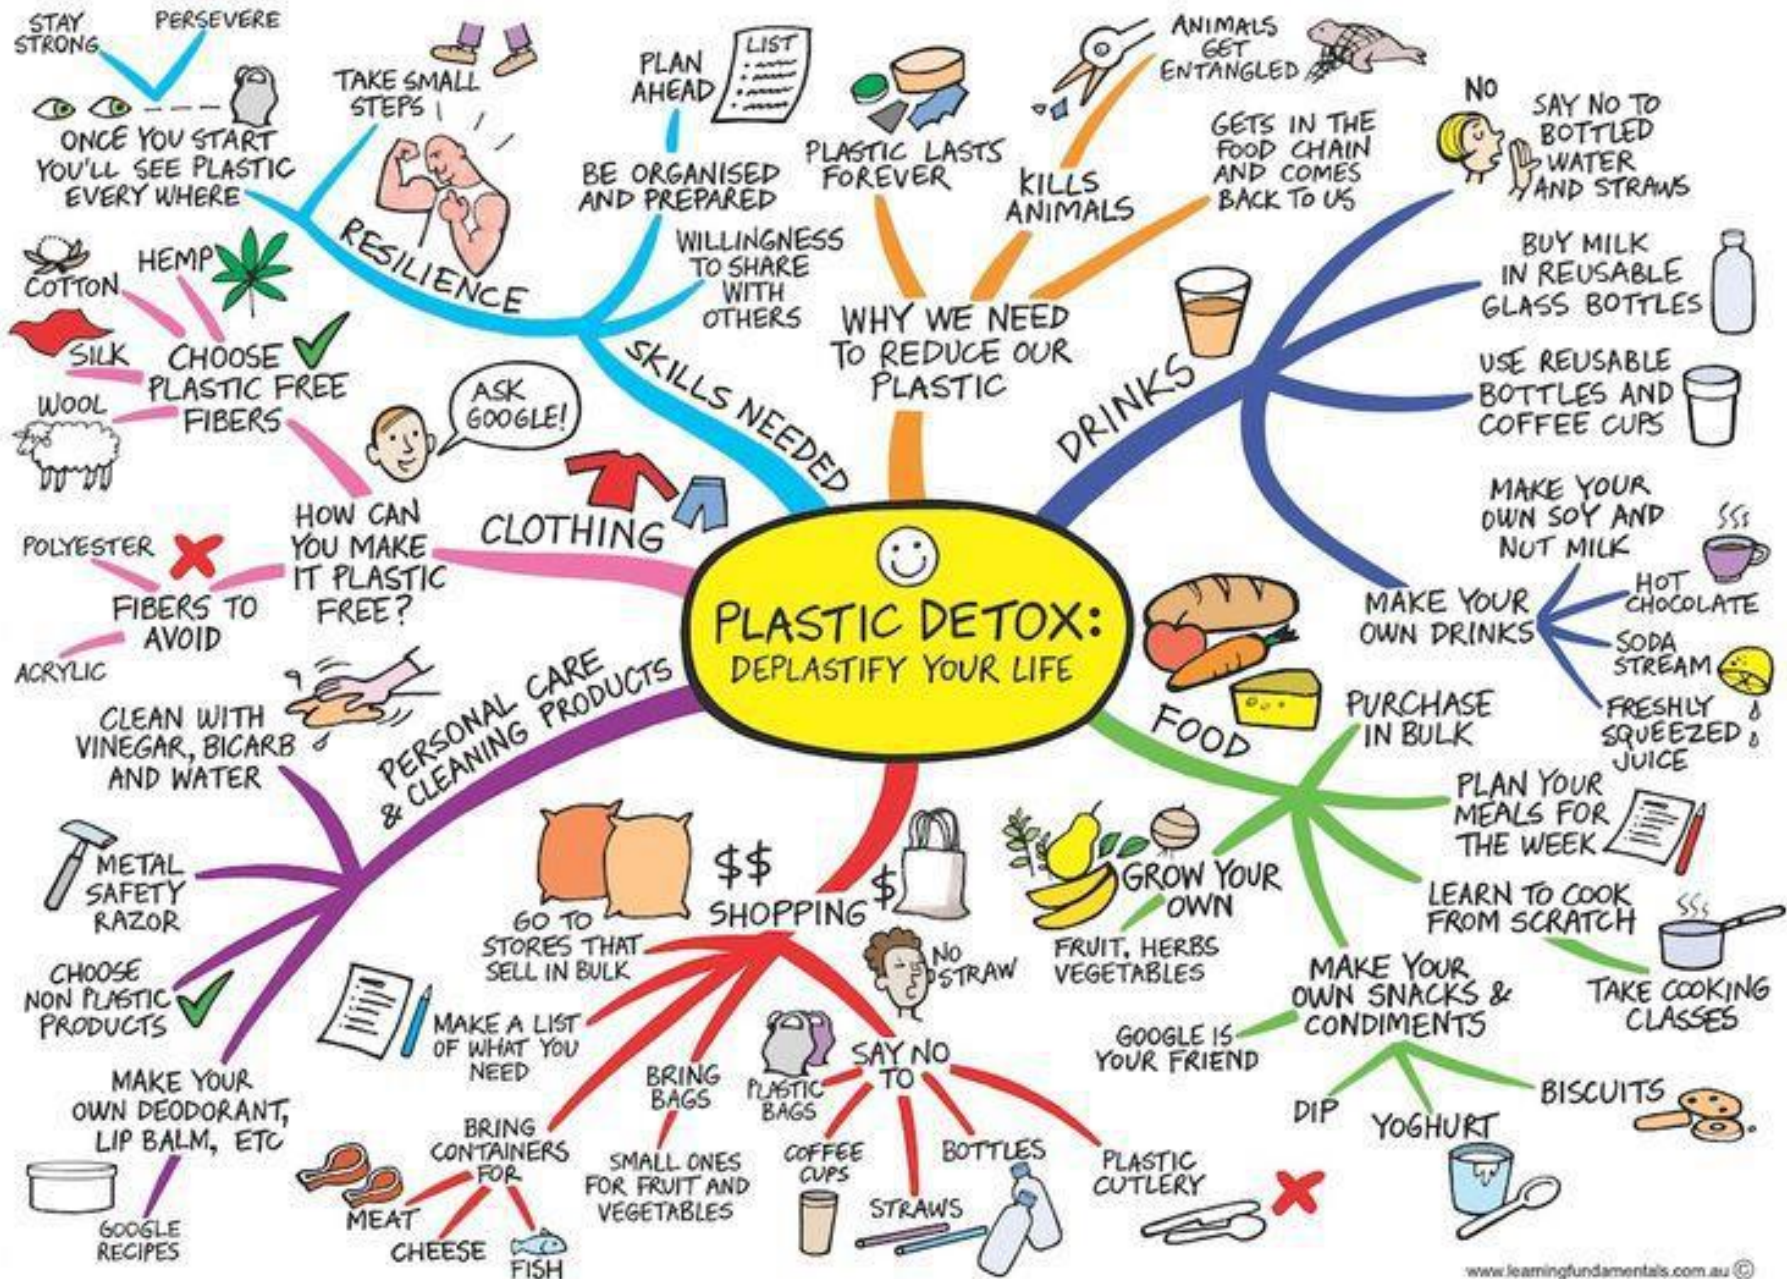 PLASTIC DETOX:
DEPLASTIFY YOUR LIFE
WHY WE NEED
TO REDUCE OUR
PLASTIC
PLASTIC LASTS
FOREVER
KILLS
ANIMALS
ANIMALS
GET
ENTANGLED
GETS IN THE
FOOD CHAIN
AND COMES
BACK TO US
DRINKS
NO
SAY NO TO
BOTTLED
WATER
AND STRAWS
BUY MILK
IN REUSABLE
GLASS BOTTLES
USE REUSABLE
BOTTLES AND
COFFEE CUPS
MAKE YOUR
OWN DRINKS
MAKE YOUR
OWN SOY AND
NUT MILK
HOT
CHOCOLATE
SODA
STREAM
FRESHLY
SQUEEZED
JUICE
FOOD
PURCHASE
IN BULK
PLAN YOUR
MEALS FOR
THE WEEK
LEARN TO COOK
FROM SCRATCH
TAKE COOKING
CLASSES
MAKE YOUR
OWN SNACKS &
CONDIMENTS
GOOGLE IS
YOUR FRIEND
DIP
YOGHURT
BISCUITS
GROW YOUR
OWN
FRUIT, HERBS
VEGETABLES
$$
$
SHOPPING
SAY NO
TO
NO
STRAW
PLASTIC
BAGS
COFFEE
CUPS
STRAWS
BOTTLES
PLASTIC
CUTLERY
BRING
BAGS
SMALL ONES
FOR FRUIT AND
VEGETABLES
BRING
CONTAINERS
FOR
MEAT
CHEESE
FISH
MAKE A LIST
OF WHAT YOU
NEED
GO TO
STORES THAT
SELL IN BULK
PERSONAL CARE
& CLEANING PRODUCTS
CLEAN WITH
VINEGAR, BICARB
AND WATER
METAL
SAFETY
RAZOR
CHOOSE
NON PLASTIC
PRODUCTS
MAKE YOUR
OWN DEODORANT,
LIP BALM, ETC
GOOGLE
RECIPES
CLOTHING
HOW CAN
YOU MAKE
IT PLASTIC
FREE?
ASK
GOOGLE!
FIBERS TO
AVOID
POLYESTER
ACRYLIC
CHOOSE
PLASTIC FREE
FIBERS
COTTON
HEMP
SILK
WOOL
SKILLS NEEDED
RESILIENCE
ONCE YOU START
YOU'LL SEE PLASTIC
EVERY WHERE
STAY
STRONG
PERSEVERE
TAKE SMALL
STEPS
BE ORGANISED
AND PREPARED
PLAN
AHEAD
LIST
WILLINGNESS
TO SHARE
WITH
OTHERS
www.learningfundamentals.com.au ©